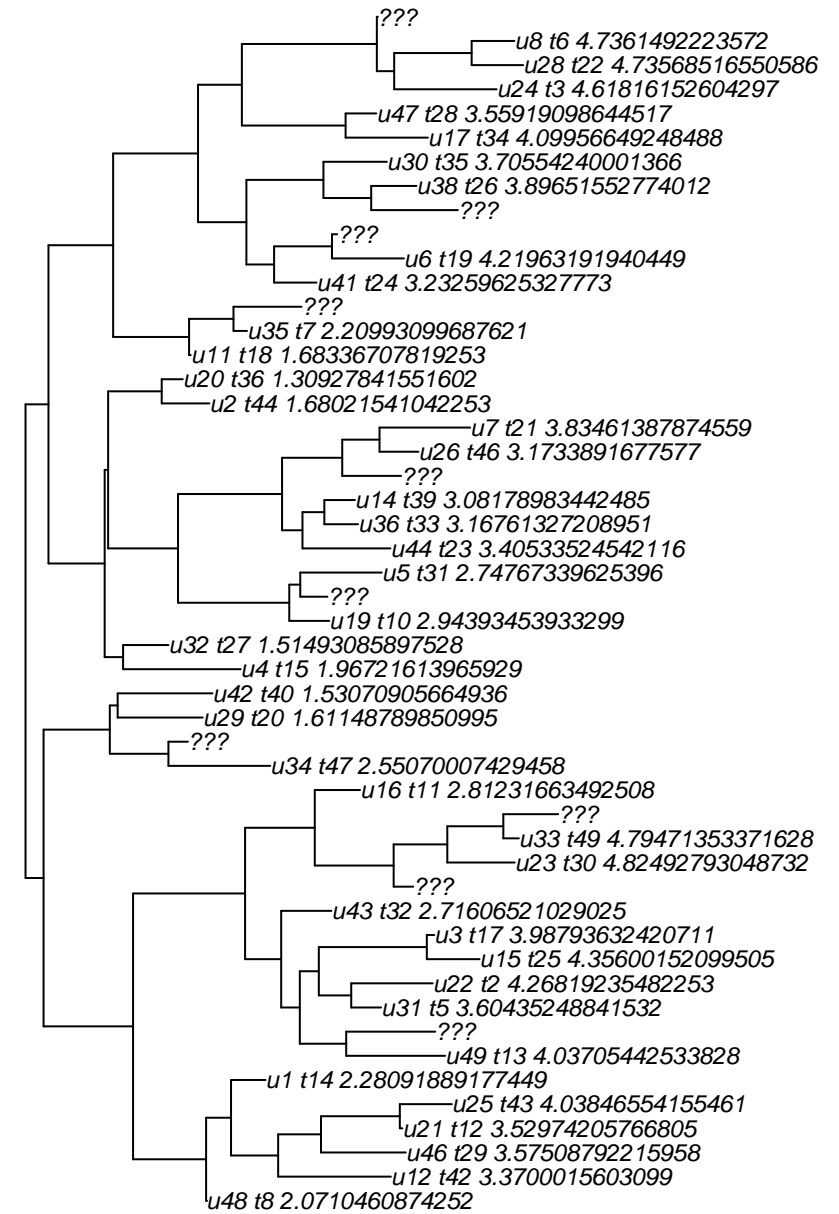 ???
u8 t6 4.7361492223572
u28 t22 4.73568516550586
u24 t3 4.61816152604297
u47 t28 3.55919098644517
u17 t34 4.09956649248488
u30 t35 3.70554240001366
u38 t26 3.89651552774012
???
???
u6 t19 4.21963191940449
u41 t24 3.23259625327773
???
u35 t7 2.20993099687621
u11 t18 1.68336707819253
u20 t36 1.30927841551602
u2 t44 1.68021541042253
u7 t21 3.83461387874559
u26 t46 3.1733891677577
???
u14 t39 3.08178983442485
u36 t33 3.16761327208951
u44 t23 3.40533524542116
u5 t31 2.74767339625396
???
u19 t10 2.94393453933299
u32 t27 1.51493085897528
u4 t15 1.96721613965929
u42 t40 1.53070905664936
u29 t20 1.61148789850995
???
u34 t47 2.55070007429458
u16 t11 2.81231663492508
???
u33 t49 4.79471353371628
u23 t30 4.82492793048732
???
u43 t32 2.71606521029025
u3 t17 3.98793632420711
u15 t25 4.35600152099505
u22 t2 4.26819235482253
u31 t5 3.60435248841532
???
u49 t13 4.03705442533828
u1 t14 2.28091889177449
u25 t43 4.03846554155461
u21 t12 3.52974205766805
u46 t29 3.57508792215958
u12 t42 3.3700015603099
u48 t8 2.0710460874252